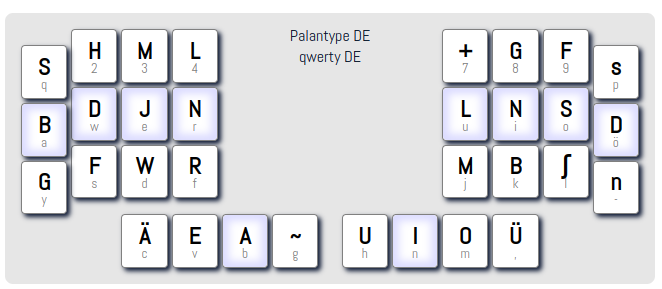 Palantype DE
qwerty DE
S H M L + G F s
q 2 3 4 7 8 9 p
B D J N L N S D
a w e r u i o ö
G F W R M B ʃ n
y s d f j k l -
Ä E A ~ U I O Ü
c v b g h n m ,